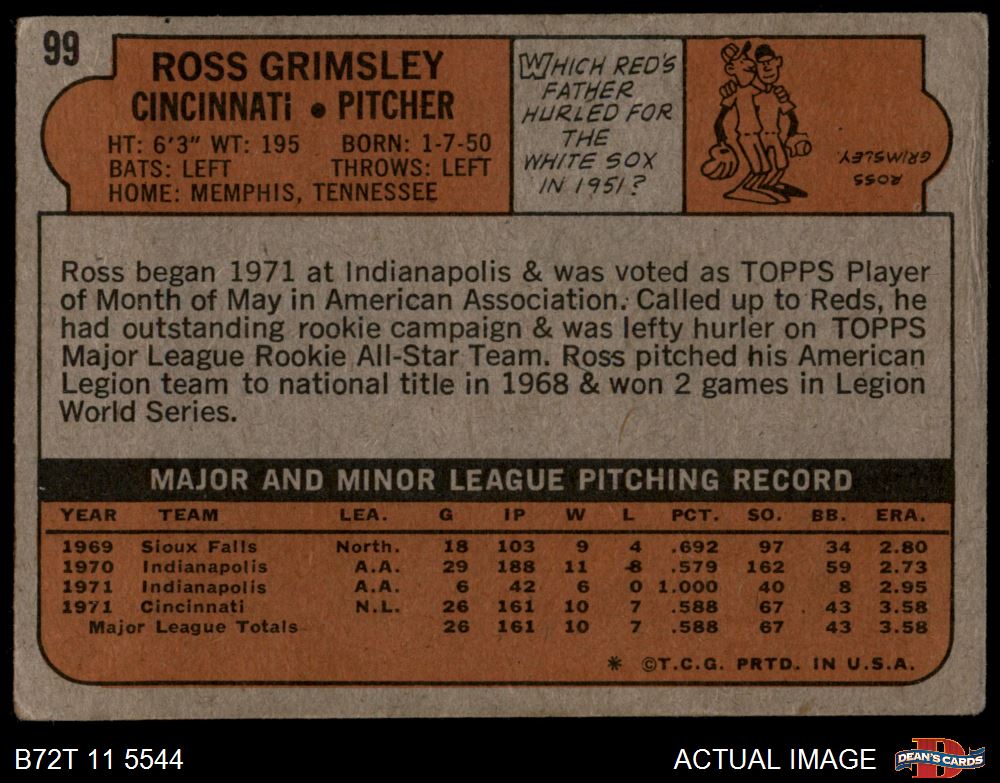 99
ROSS GRIMSLEY
CINCINNATi • PITCHER
HT: 6'3" WT: 195 BORN: 1-7-50
BATS: LEFT THROWS: LEFT
HOME: MEMPHIS, TENNESSEE
WHICH RED'S
FATHER
HURLED FOR
THE
WHITE SOX
IN 1951?
ROSS
GRIMSLEY
Ross began 1971 at Indianapolis & was voted as TOPPS Player
of Month of May in American Association. Called up to Reds, he
had outstanding rookie campaign & was lefty hurler on TOPPS
Major League Rookie All-Star Team. Ross pitched his American
Legion team to national title in 1968 & won 2 games in Legion
World Series.
MAJOR AND MINOR LEAGUE PITCHING RECORD
YEAR TEAM LEA. G IP W L PCT. SO. BB. ERA.
1969 Sioux Falls North. 18 103 9 4 .692 97 34 2.80
1970 Indianapolis A.A. 29 188 11 8 .579 162 59 2.73
1971 Indianapolis A.A. 6 42 6 0 1.000 40 8 2.95
1971 Cincinnati N.L. 26 161 10 7 .588 67 43 3.58
Major League Totals 26 161 10 7 .588 67 43 3.58
* ©T.C.G. PRTD. IN U.S.A.
B72T 11 5544
ACTUAL IMAGE
DEAN'S CARDS